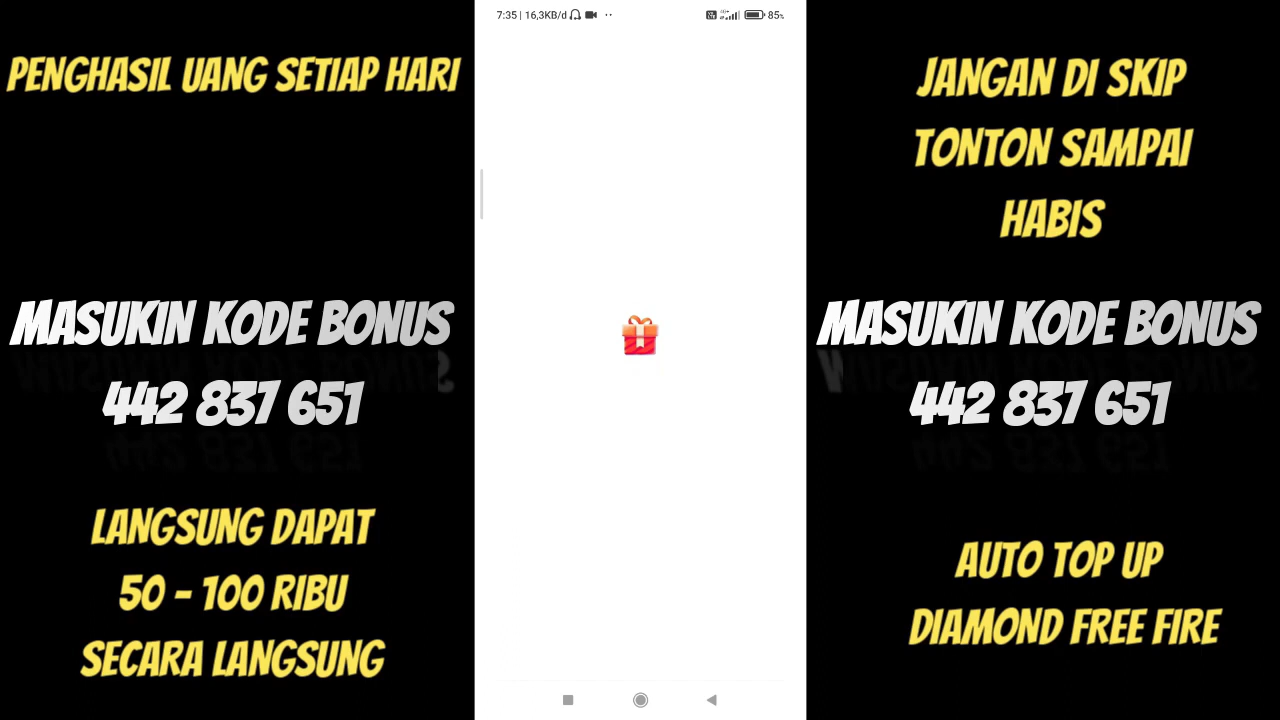 PENGHASIL UANG SETIAP HARI
MASUKIN KODE BONUS
442 837 651
LANGSUNG DAPAT
50 - 100 RIBU
SECARA LANGSUNG
7:35 | 16,3KB/d
85%
JANGAN DI SKIP
TONTON SAMPAI
HABIS
MASUKIN KODE BONUS
442 837 651
AUTO TOP UP
DIAMOND FREE FIRE